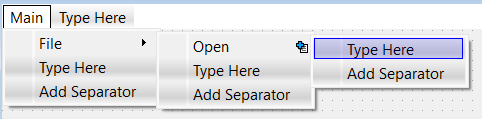 Main Type Here
File Open Type Here
Type Here Type Here Add Separator
Add Separator Add Separator